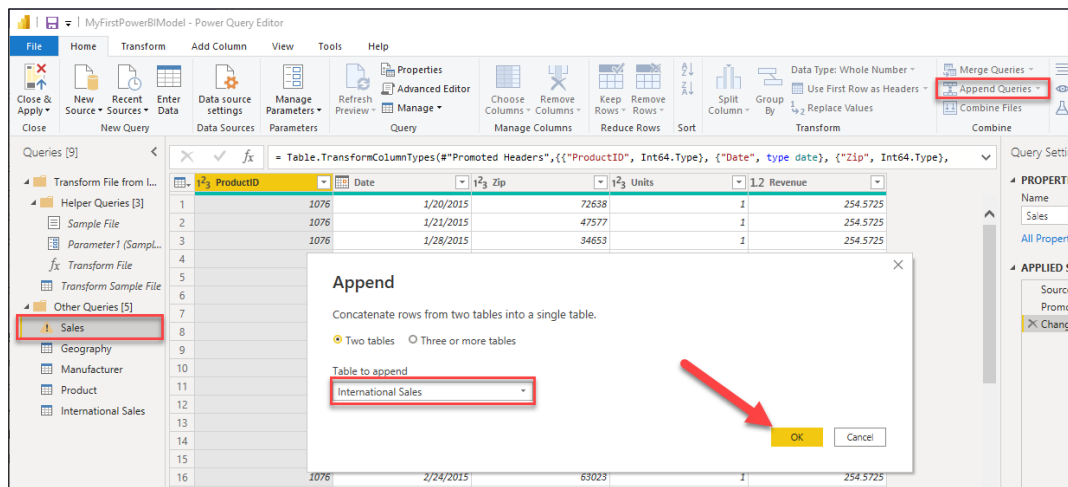 MyFirstPowerBIModel - Power Query Editor
File Home Transform Add Column View Tools Help
Close & Apply
New Source
Recent Sources
Enter Data
Data source settings
Manage Parameters
Refresh Preview
Properties
Advanced Editor
Manage
Choose Columns
Remove Columns
Keep Rows
Remove Rows
Split Column
Group By
Data Type: Whole Number
Use First Row as Headers
Replace Values
Merge Queries
Append Queries
Combine Files
Close New Query Data Sources Parameters Query Manage Columns Reduce Rows Sort Transform Combine
Queries [9]
fx = Table.TransformColumnTypes(#"Promoted Headers",{{"ProductID", Int64.Type}, {"Date", type date}, {"Zip", Int64.Type},
Query Setti
Transform File from I...
Helper Queries [3]
Sample File
Parameter1 (Sampl...
fx Transform File
Transform Sample File
Other Queries [5]
Sales
Geography
Manufacturer
Product
International Sales
123 ProductID Date 123 Zip 123 Units 1.2 Revenue
1 1076 1/20/2015 72638 1 254.5725
2 1076 1/21/2015 47577 1 254.5725
3 1076 1/28/2015 34653 1 254.5725
4
5
6
7
8
9
10
11
12
13
14
15
16 1076 2/24/2015 63023 1 254.5725
Append
Concatenate rows from two tables into a single table.
Two tables Three or more tables
Table to append
International Sales
OK Cancel
PROPERTI
Name
Sales
All Propert
APPLIED S
Source
Promo
Chang